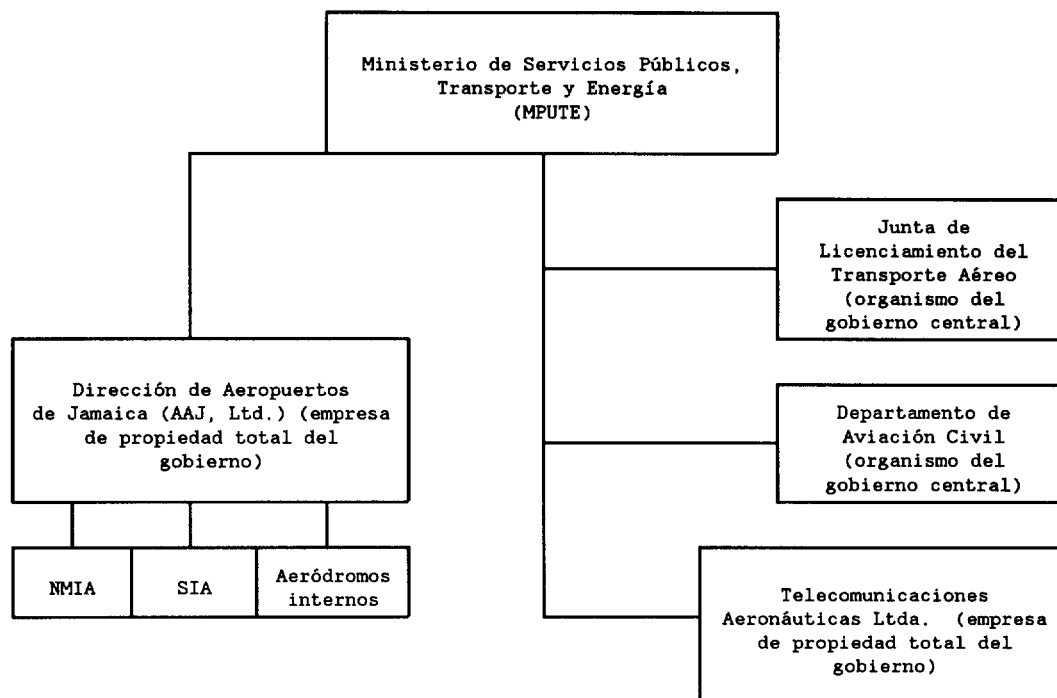 Ministerio de Servicios Públicos,
Transporte y Energía
(MPUTE)
Junta de
Licenciamiento del
Transporte Aéreo
(organismo del
gobierno central)
Dirección de Aeropuertos
de Jamaica (AAJ, Ltd.) (empresa
de propiedad total del
gobierno)
Departamento de
Aviación Civil
(organismo del
gobierno central)
NMIA
SIA
Aeródromos
internos
Telecomunicaciones
Aeronáuticas Ltda. (empresa
de propiedad total del
gobierno)